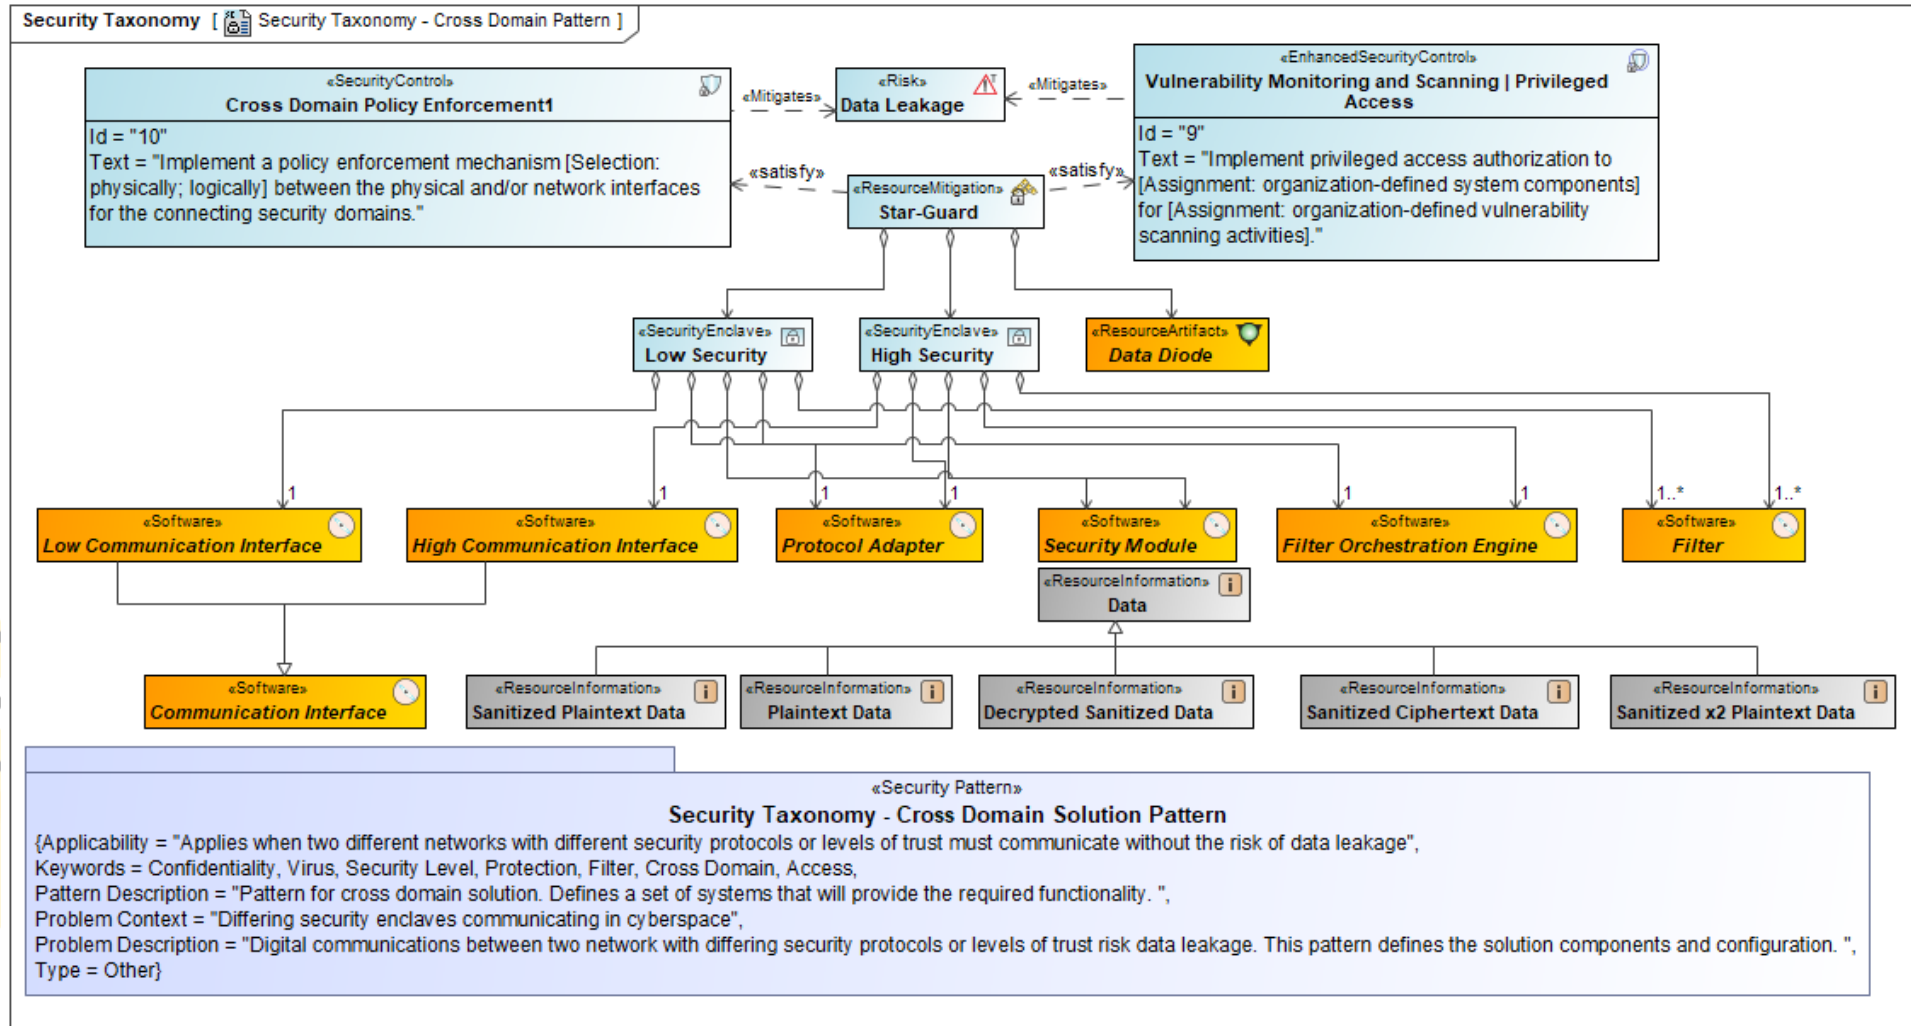 Security Taxonomy [ Security Taxonomy - Cross Domain Pattern ]
«SecurityControl»
Cross Domain Policy Enforcement1
Id = "10"
Text = "Implement a policy enforcement mechanism [Selection:
physically; logically] between the physical and/or network interfaces
for the connecting security domains."
«Mitigates»
«Risk»
Data Leakage
«Mitigates»
«EnhancedSecurityControl»
Vulnerability Monitoring and Scanning | Privileged
Access
Id = "9"
Text = "Implement privileged access authorization to
[Assignment: organization-defined system components]
for [Assignment: organization-defined vulnerability
scanning activities]."
«satisfy»
«ResourceMitigation»
Star-Guard
«satisfy»
«SecurityEnclave»
Low Security
«SecurityEnclave»
High Security
«ResourceArtifact»
Data Diode
1
1
1
1
1
1
1..*
1..*
«Software»
Low Communication Interface
«Software»
High Communication Interface
«Software»
Protocol Adapter
«Software»
Security Module
«Software»
Filter Orchestration Engine
«Software»
Filter
«ResourceInformation»
Data
«Software»
Communication Interface
«ResourceInformation»
Sanitized Plaintext Data
«ResourceInformation»
Plaintext Data
«ResourceInformation»
Decrypted Sanitized Data
«ResourceInformation»
Sanitized Ciphertext Data
«ResourceInformation»
Sanitized x2 Plaintext Data
«Security Pattern»
Security Taxonomy - Cross Domain Solution Pattern
{Applicability = "Applies when two different networks with different security protocols or levels of trust must communicate without the risk of data leakage",
Keywords = Confidentiality, Virus, Security Level, Protection, Filter, Cross Domain, Access,
Pattern Description = "Pattern for cross domain solution. Defines a set of systems that will provide the required functionality. ",
Problem Context = "Differing security enclaves communicating in cyberspace",
Problem Description = "Digital communications between two network with differing security protocols or levels of trust risk data leakage. This pattern defines the solution components and configuration. ",
Type = Other}